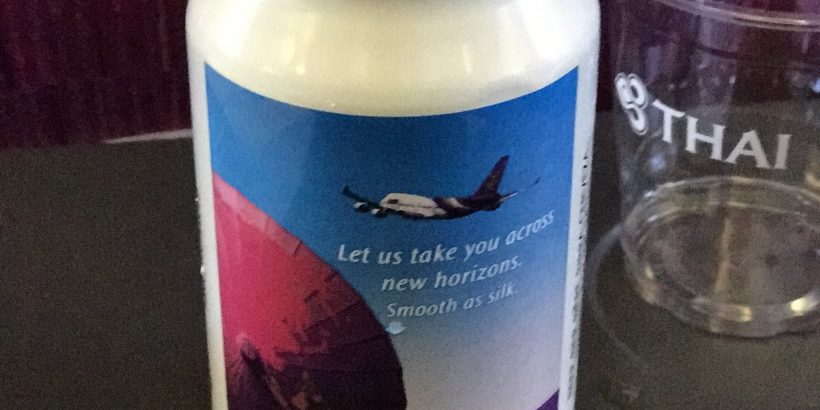 Let us take you across
new horizons.
Smooth as silk.
THAI